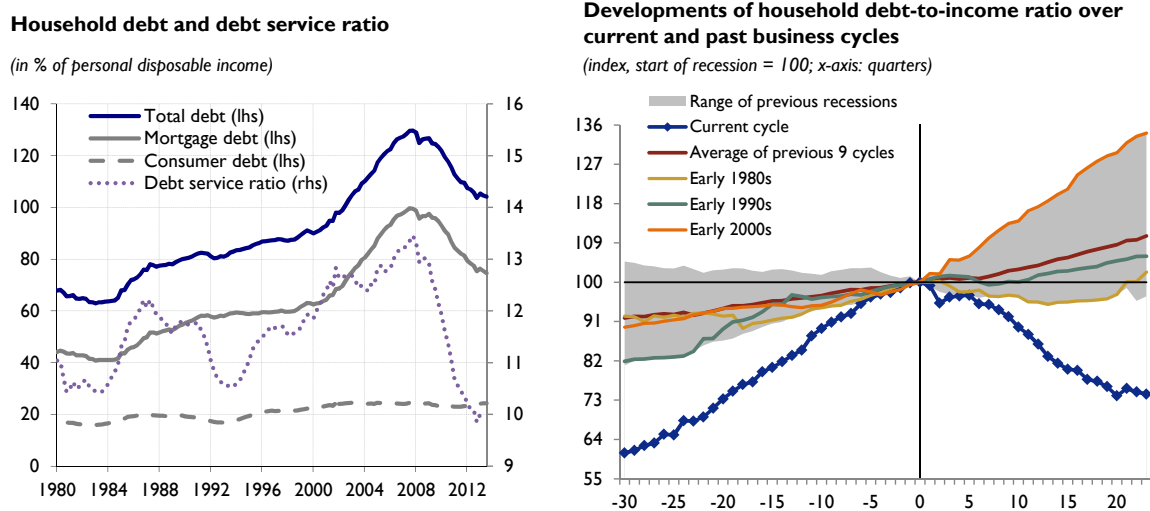 Household debt and debt service ratio
(in % of personal disposable income)
140
120
100
80
60
40
20
0
16
15
14
13
12
11
10
9
Total debt (lhs)
Mortgage debt (lhs)
Consumer debt (lhs)
Debt service ratio (rhs)
1980 1984 1988 1992 1996 2000 2004 2008 2012
Developments of household debt-to-income ratio over
current and past business cycles
(index, start of recession = 100; x-axis: quarters)
Range of previous recessions
Current cycle
Average of previous 9 cycles
Early 1980s
Early 1990s
Early 2000s
136
127
118
109
100
91
82
73
64
55
-30 -25 -20 -15 -10 -5 0 5 10 15 20